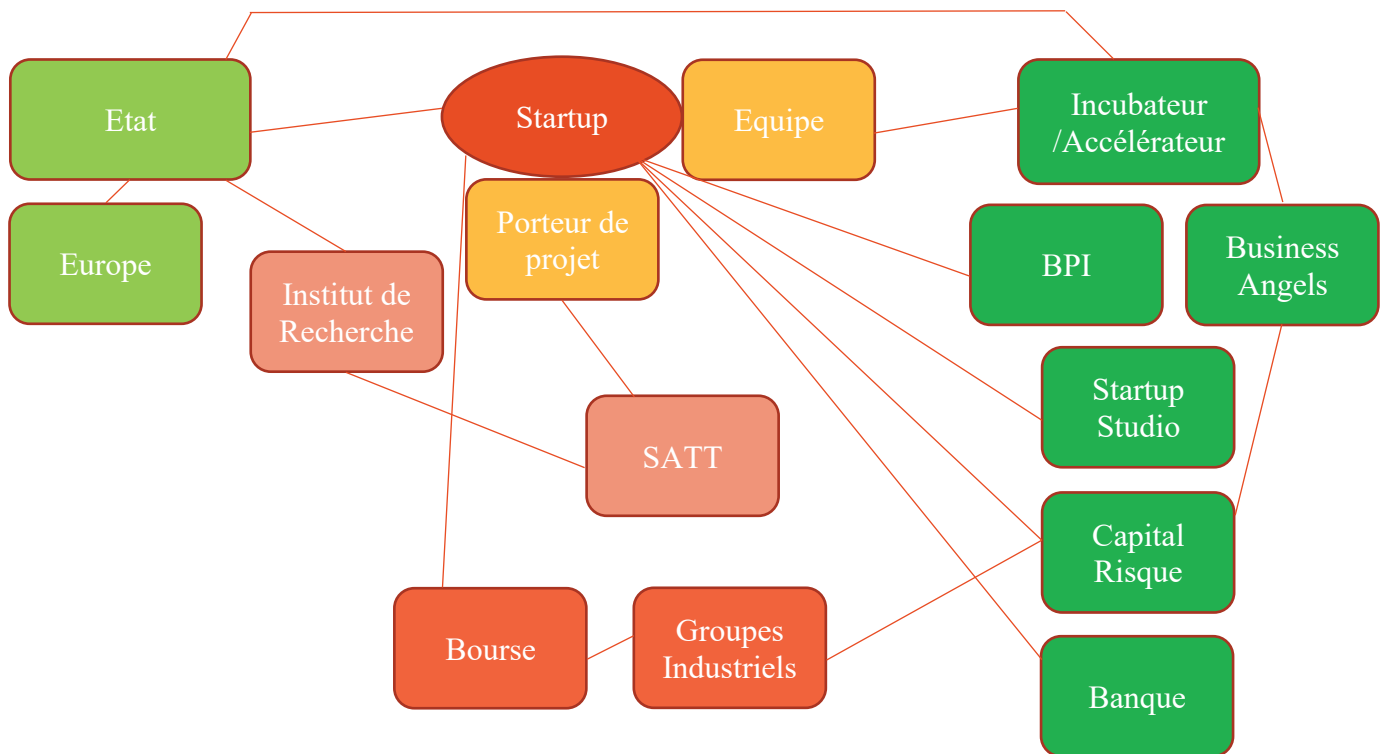 Etat
Startup
Equipe
Incubateur
/Accélérateur
Europe
Institut de
Recherche
Porteur de
projet
BPI
Business
Angels
Startup
Studio
SATT
Capital
Risque
Bourse
Groupes
Industriels
Banque